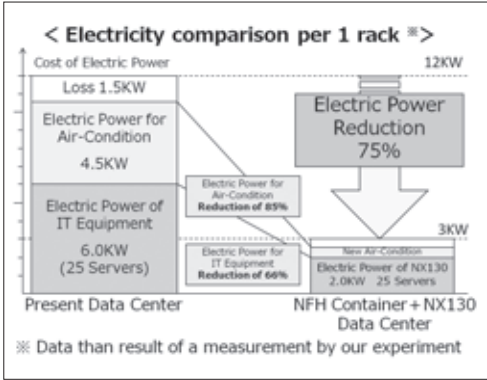 < Electricity comparison per 1 rack ※>
Cost of Electric Power
12KW
Loss 1.5KW
Electric Power for
Air-Condition
4.5KW
Electric Power
Reduction
75%
Electric Power for
Air-Condition
Reduction of 85%
Electric Power of
IT Equipment
6.0KW
(25 Servers)
3KW
Electric Power for
IT Equipment
Reduction of 66%
New Air-Condition
Electric Power of NX130
2.0KW 25 Servers
Present Data Center
NFH Container+NX130
Data Center
※ Data than result of a measurement by our experiment